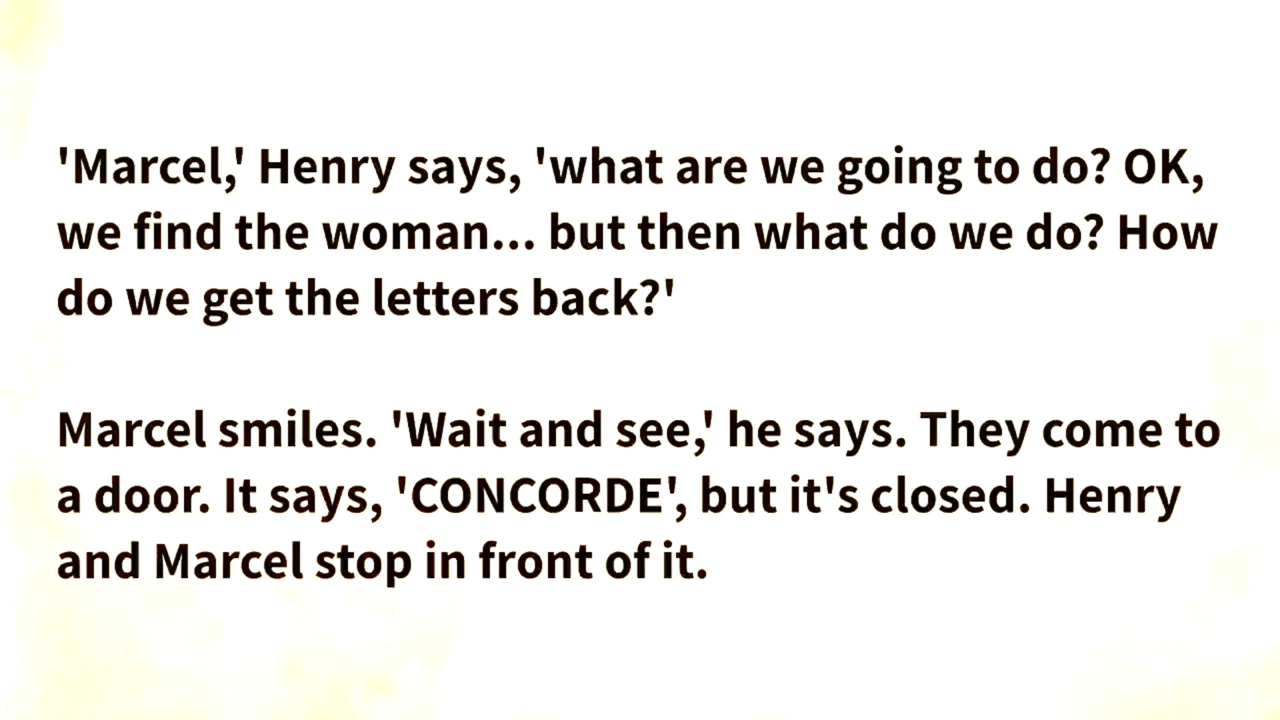 'Marcel,' Henry says, 'what are we going to do? OK,
we find the woman... but then what do we do? How
do we get the letters back?'
Marcel smiles. 'Wait and see,' he says. They come to
a door. It says, 'CONCORDE', but it's closed. Henry
and Marcel stop in front of it.